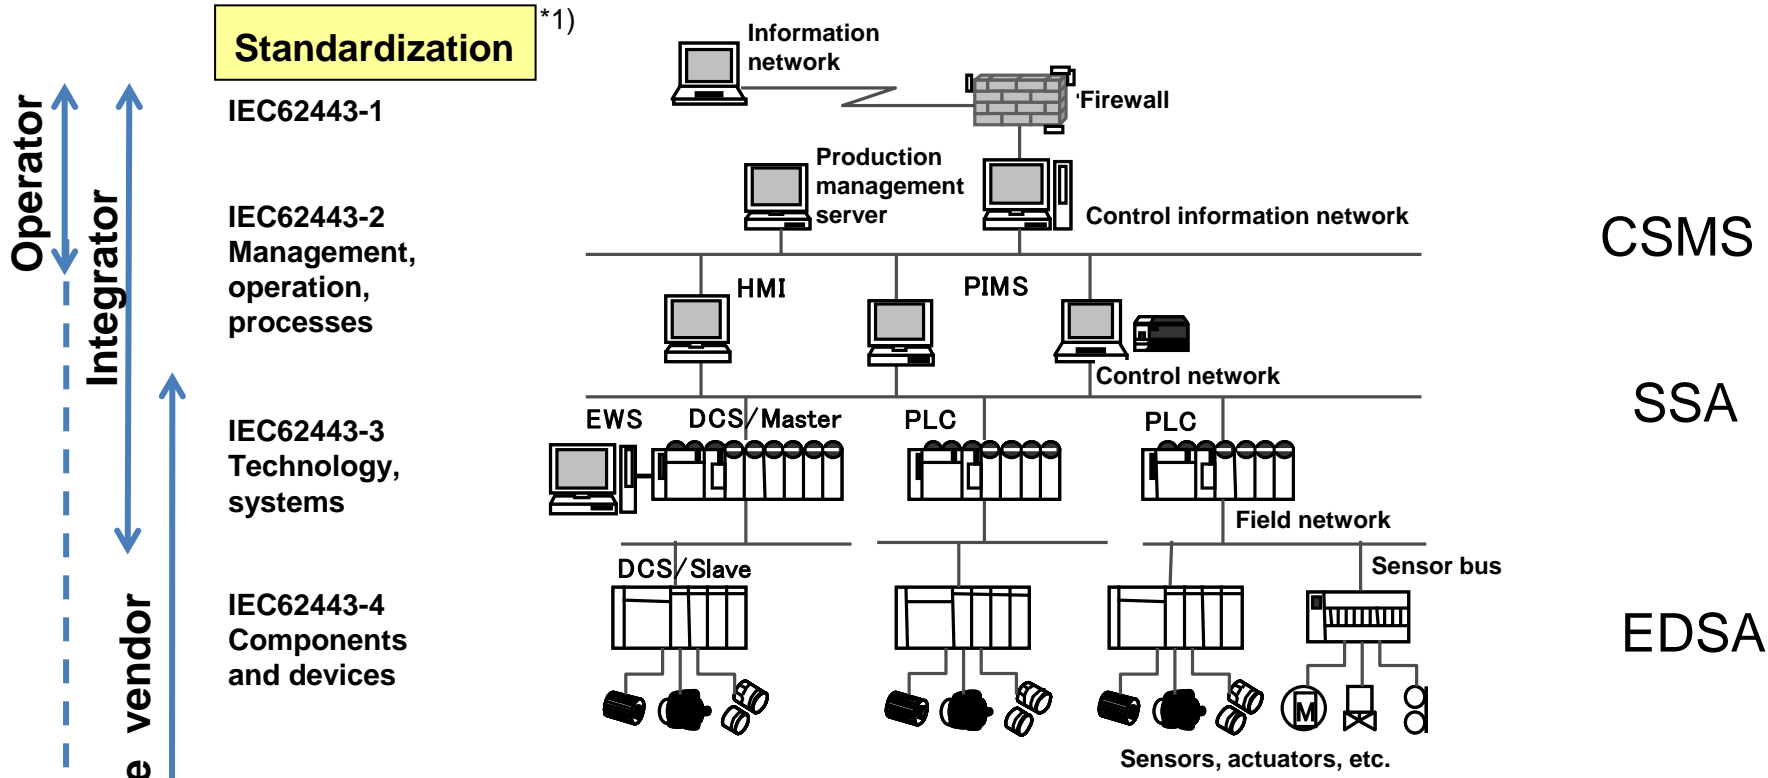 Standardization
*1)
Operator
Integrator
e vendor
IEC62443-1
IEC62443-2
Management,
operation,
processes
IEC62443-3
Technology,
systems
IEC62443-4
Components
and devices
Information
network
Firewall
Production
management
server
Control information network
HMI
PIMS
Control network
EWS
DCS/Master
PLC
PLC
Field network
DCS/Slave
Sensor bus
M
Sensors, actuators, etc.
CSMS
SSA
EDSA